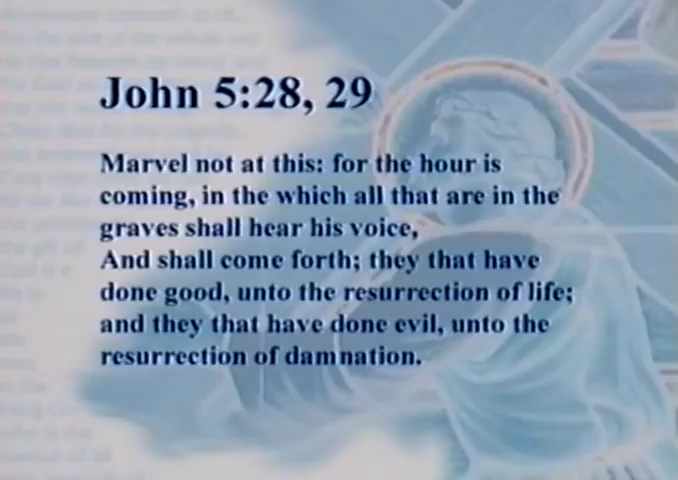 John 5:28, 29
Marvel not at this: for the hour is
coming, in the which all that are in the
graves shall hear his voice,
And shall come forth; they that have
done good, unto the resurrection of life;
and they that have done evil, unto the
resurrection of damnation.